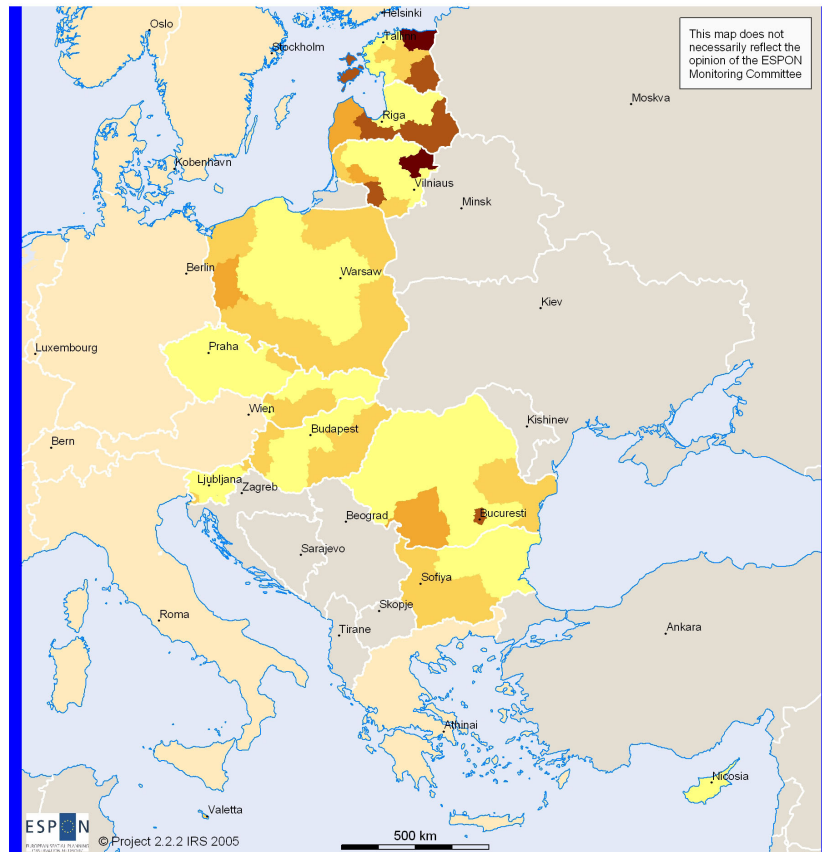 Helsinki
Oslo
Tallinn
Stockholm
This map does not
necessarily reflect the
opinion of the ESPON
Monitoring Committee
Moskva
Riga
Kobenhavn
Vilniaus
Minsk
Berlin
Warsaw
Kiev
Luxembourg
Praha
Wien
Kishinev
Bern
Budapest
Ljubljana
Zagreb
Beograd
Bucuresti
Sarajevo
Sofiya
Skopje
Roma
Tirane
Ankara
Athinai
Nicosia
Valetta
ESPON
© Project 2.2.2 IRS 2005
500 km